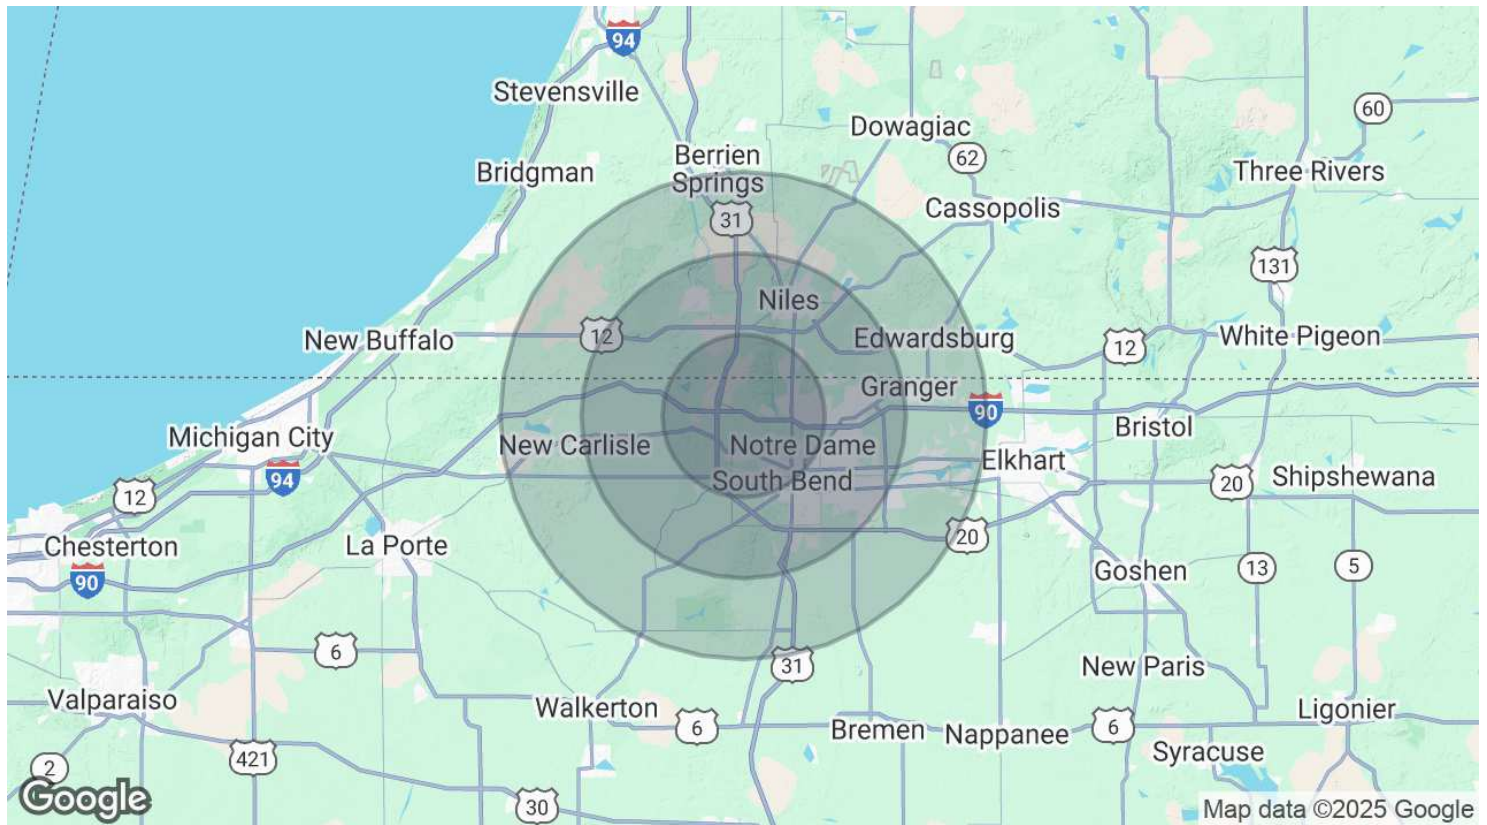 94
Stevensville
60
Dowagiac
Berrien
Springs
62
Bridgman
Three Rivers
Cassopolis
31
131
Niles
12
New Buffalo
Edwardsburg
12
White Pigeon
Granger
90
Bristol
Michigan City
New Carlisle
Notre Dame
Elkhart
94
South Bend
20
Shipshewana
12
20
Chesterton
La Porte
90
Goshen
13
5
6
31
New Paris
Valparaiso
Walkerton
6
Bremen
Nappanee
6
Ligonier
421
Syracuse
2
30
Google
Map data ©2025 Google